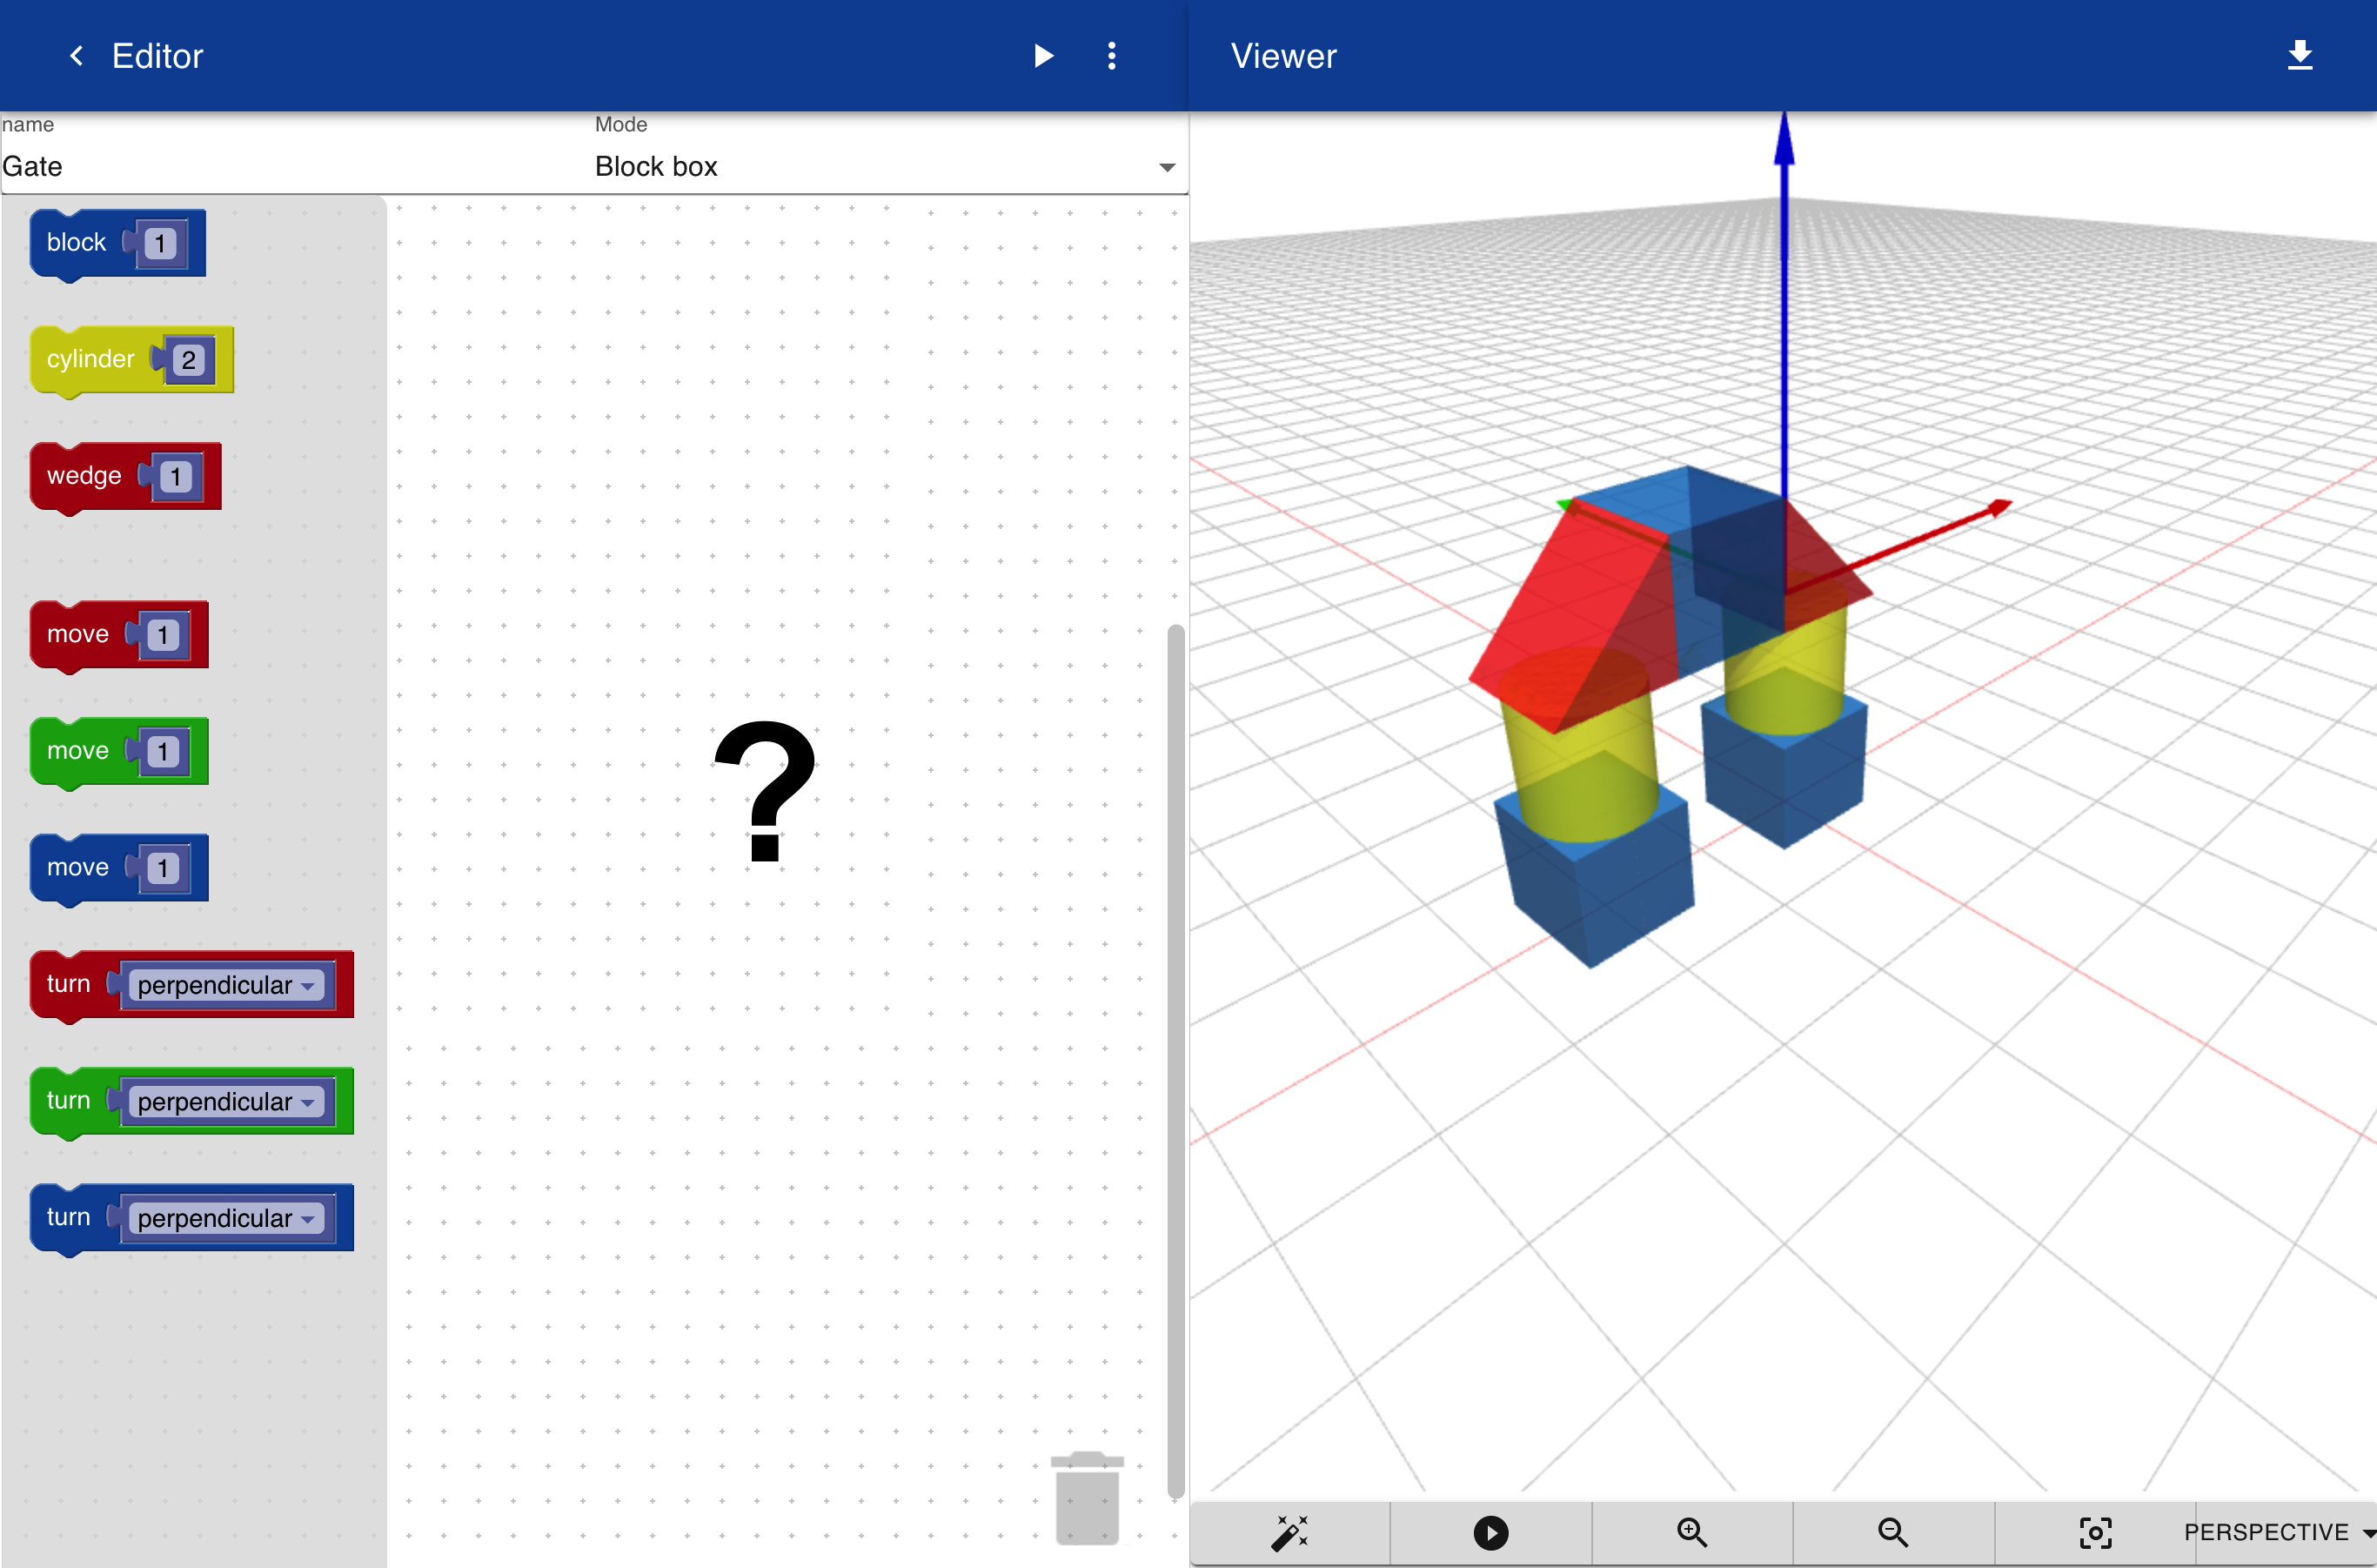 Editor
Viewer
name
Mode
Gate
Block box
block 1
cylinder 2
wedge 1
move 1
move 1
?
move 1
turn perpendicular
turn perpendicular
turn perpendicular
PERSPECTIVE